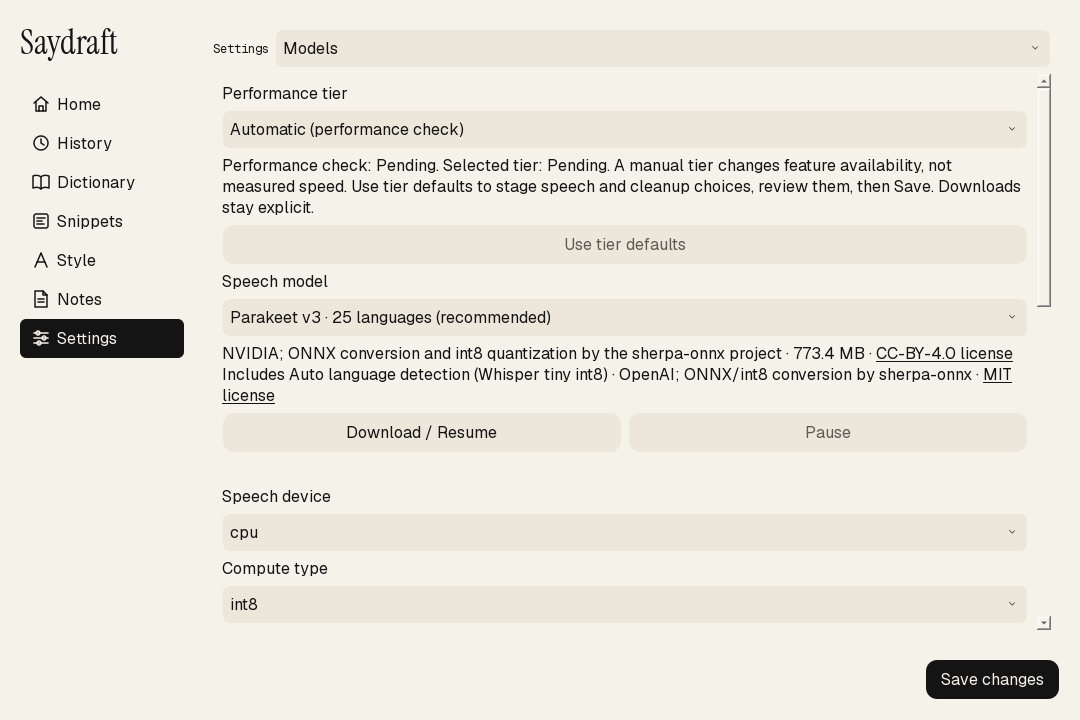 Saydraft
Home
History
Dictionary
Snippets
Style
Notes
Settings
Settings
Models
Performance tier
Automatic (performance check)
Performance check: Pending. Selected tier: Pending. A manual tier changes feature availability, not
measured speed. Use tier defaults to stage speech and cleanup choices, review them, then Save. Downloads
stay explicit.
Use tier defaults
Speech model
Parakeet v3 · 25 languages (recommended)
NVIDIA; ONNX conversion and int8 quantization by the sherpa-onnx project · 773.4 MB · CC-BY-4.0 license
Includes Auto language detection (Whisper tiny int8) · OpenAI; ONNX/int8 conversion by sherpa-onnx · MIT
license
Download / Resume
Pause
Speech device
cpu
Compute type
int8
Save changes